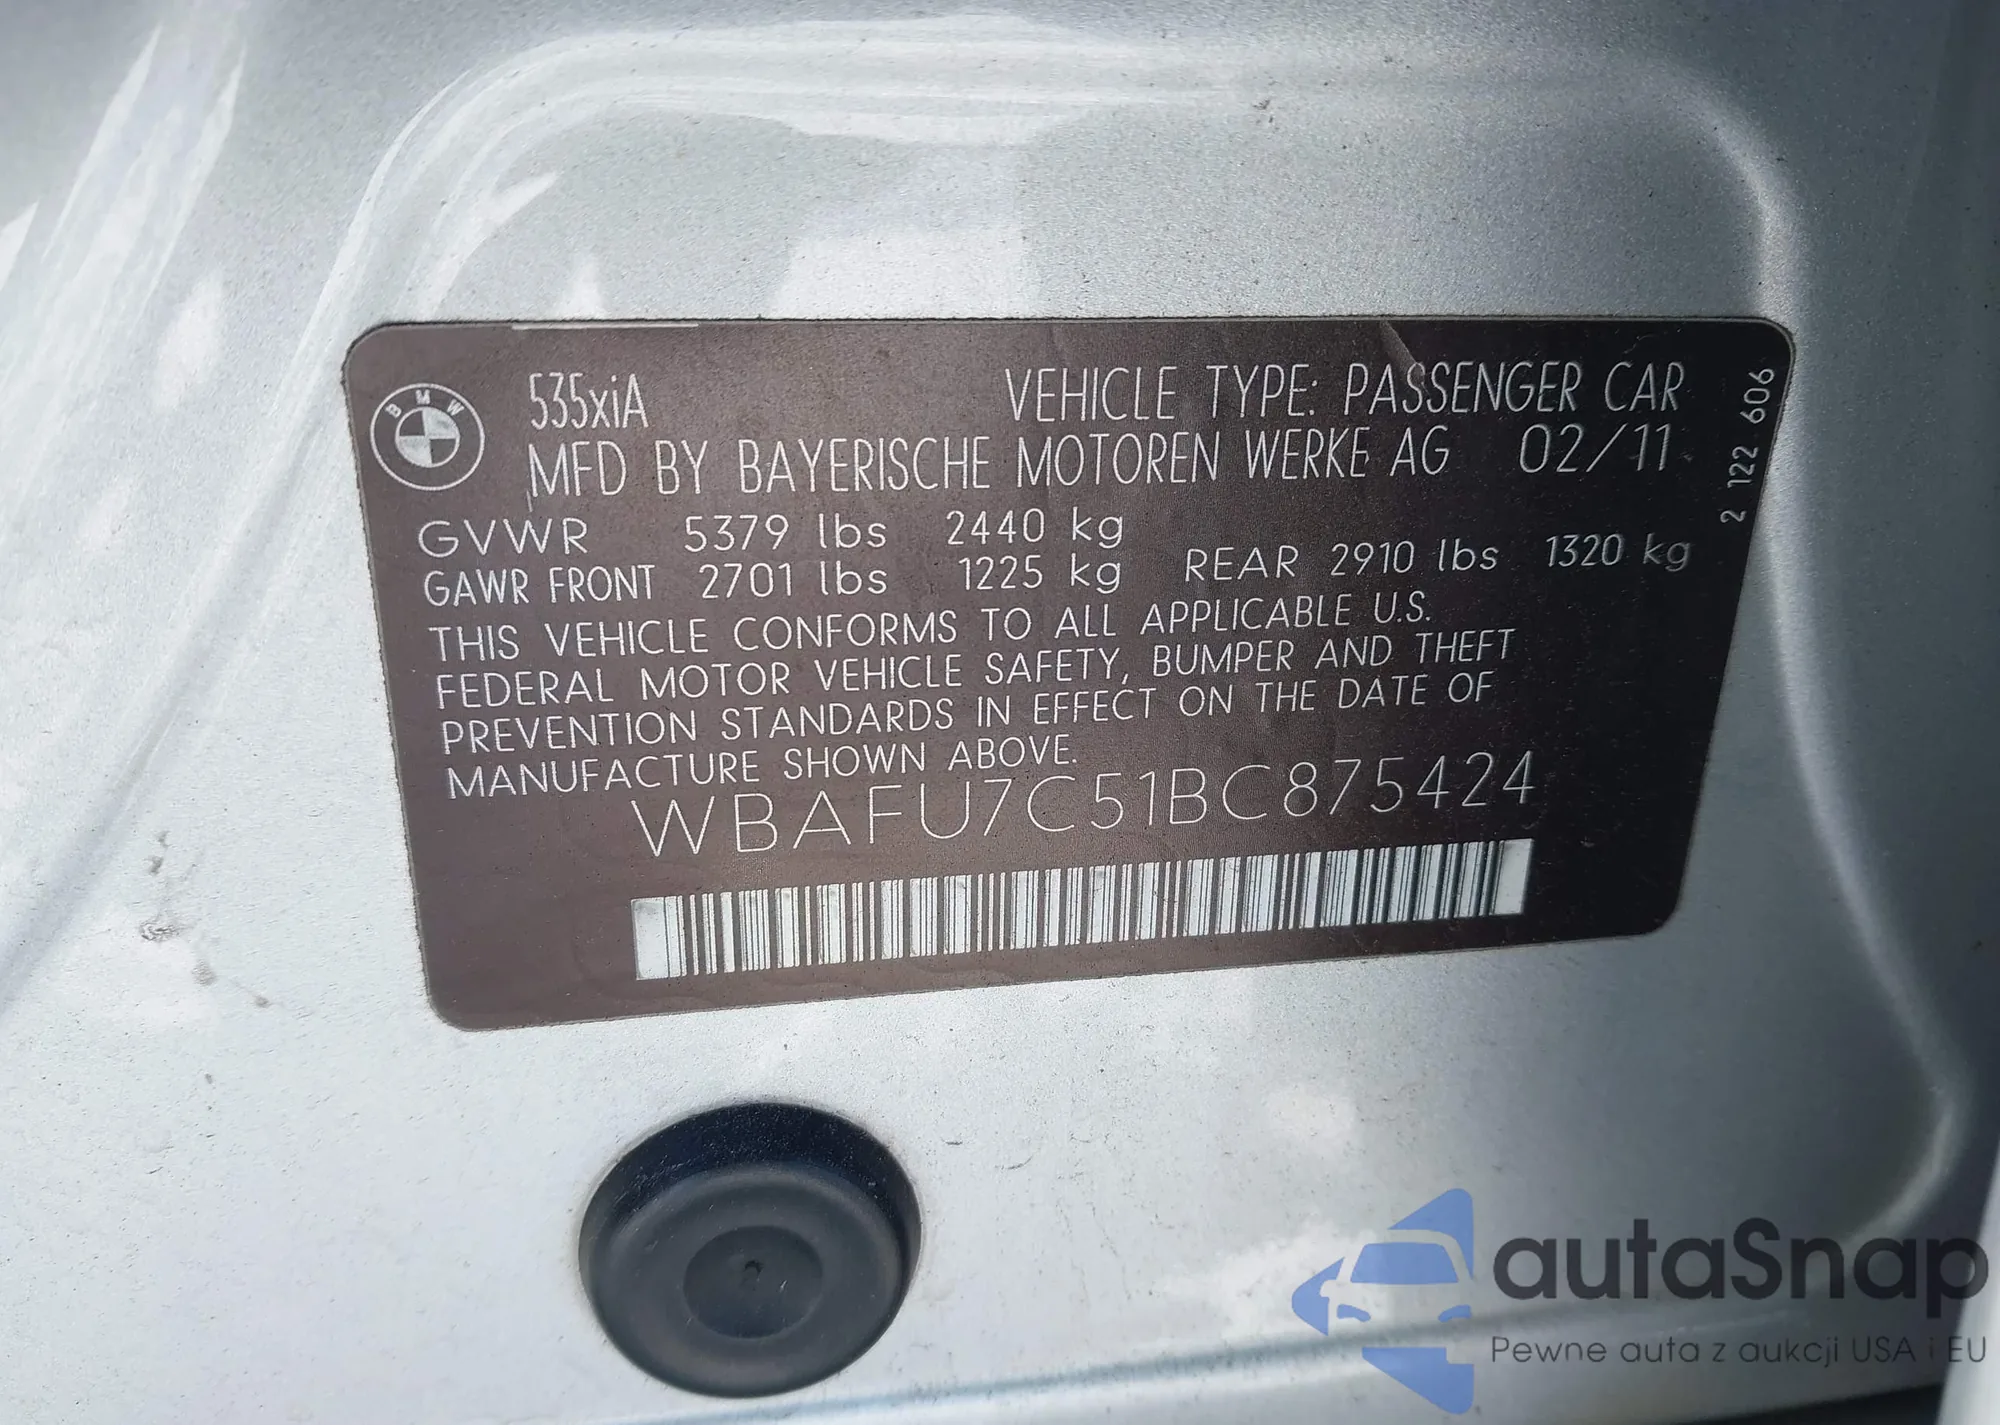 BMW
535xiA VEHICLE TYPE: PASSENGER CAR
MFD BY BAYERISCHE MOTOREN WERKE AG 02/11
GVWR 5379 lbs 2440 kg
GAWR FRONT 2701 lbs 1225 kg REAR 2910 lbs 1320 kg
THIS VEHICLE CONFORMS TO ALL APPLICABLE U.S.
FEDERAL MOTOR VEHICLE SAFETY, BUMPER AND THEFT
PREVENTION STANDARDS IN EFFECT ON THE DATE OF
MANUFACTURE SHOWN ABOVE.
WBAFU7C51BC875424
2 122 606
autaSnap
Pewne auta z aukcji USA i EU